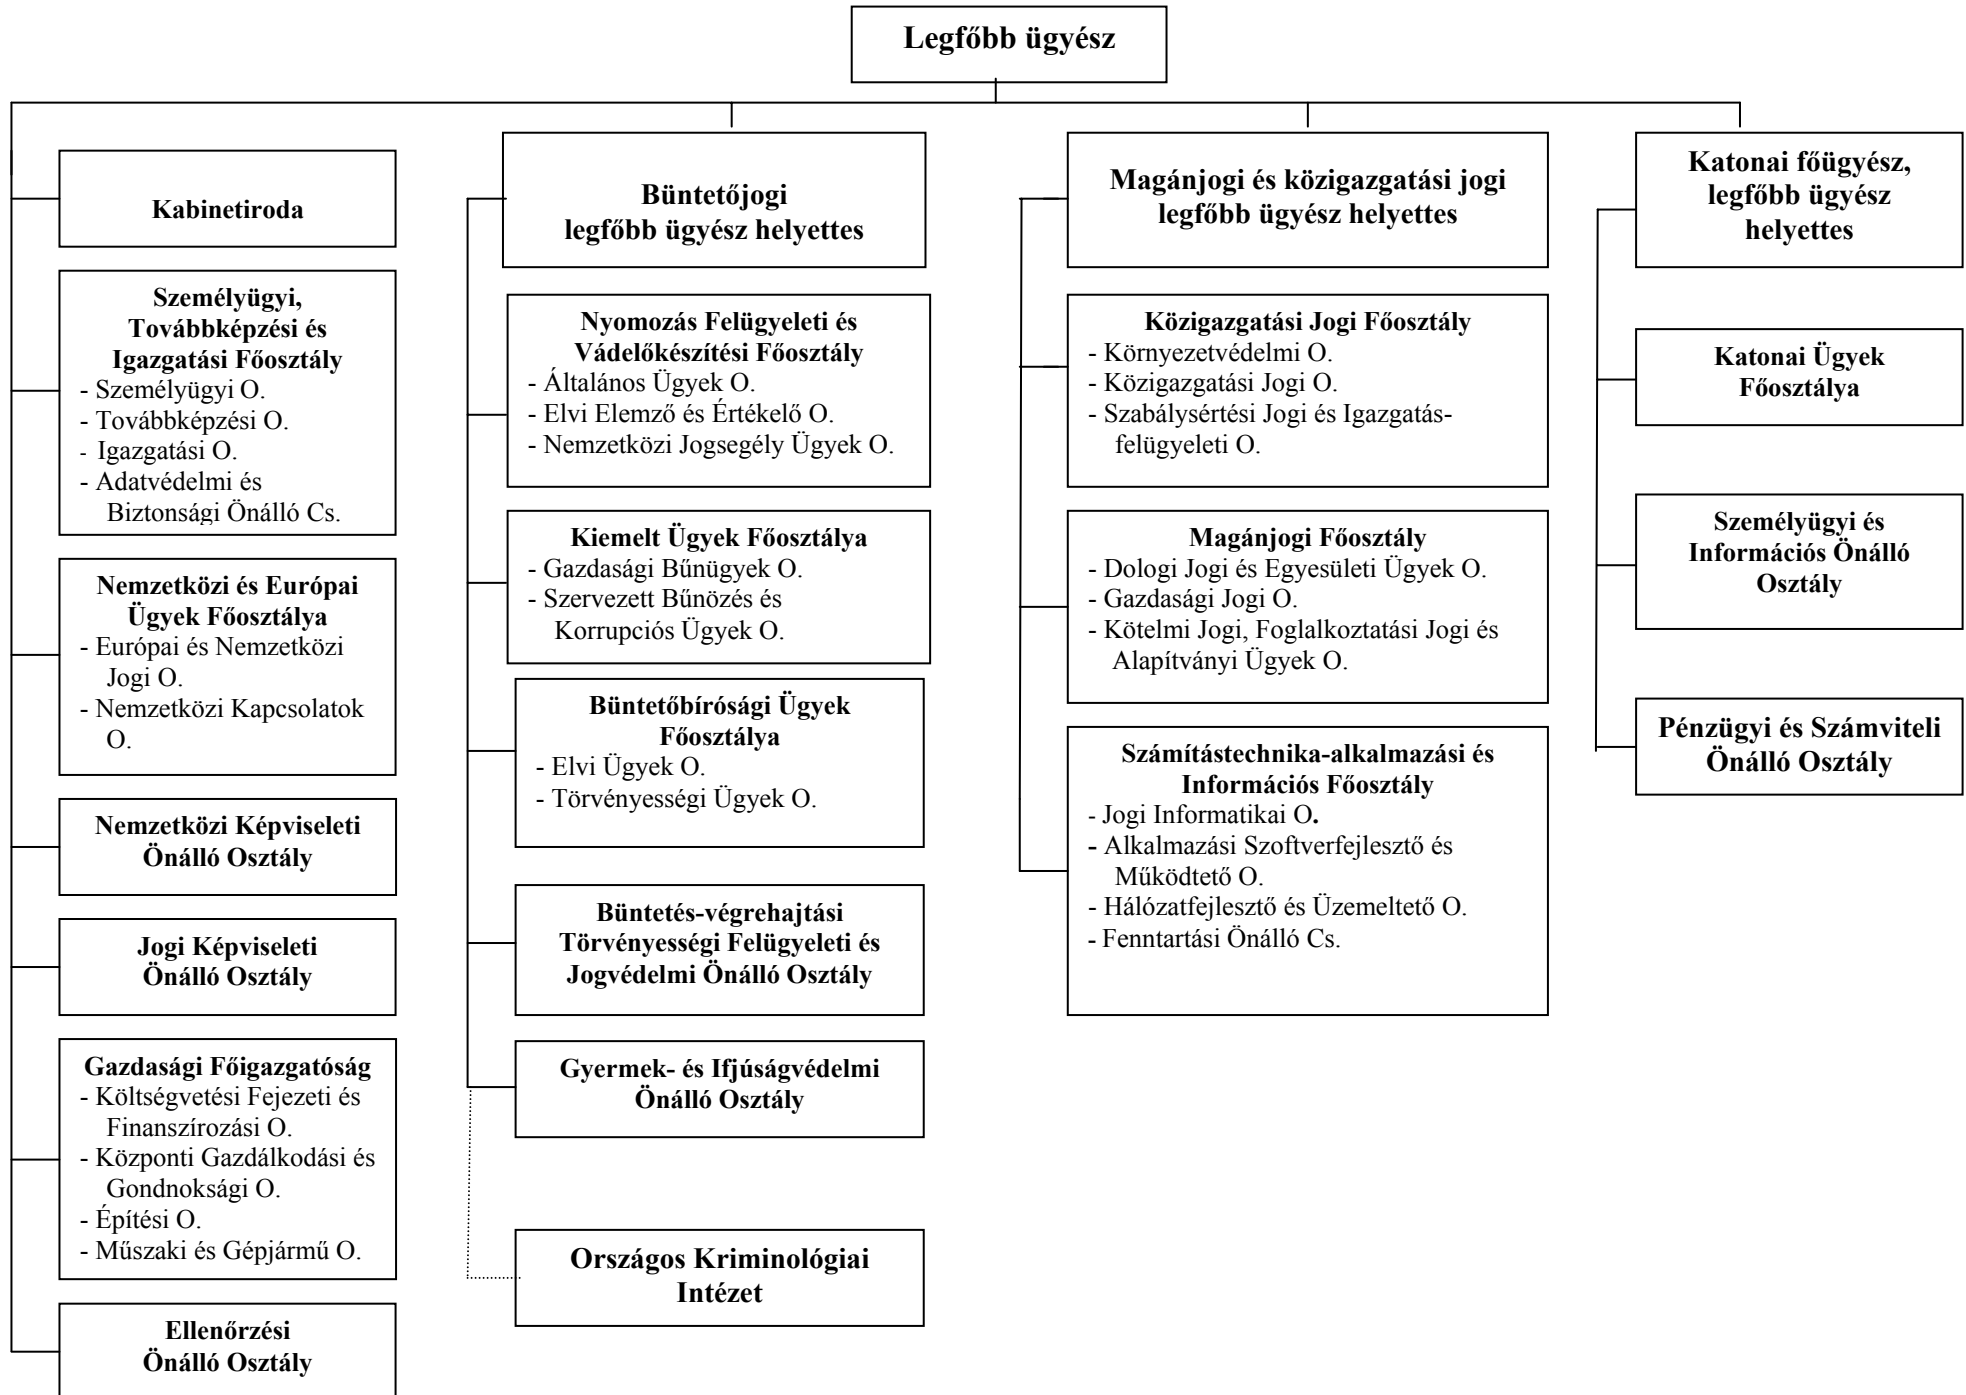 Legfőbb ügyész
Kabinetiroda
Személyügyi,
Továbbképzési és
Igazgatási Főosztály
- Személyügyi O.
- Továbbképzési O.
- Igazgatási O.
- Adatvédelmi és
Biztonsági Önálló Cs.
Nemzetközi és Európai
Ügyek Főosztálya
- Európai és Nemzetközi
Jogi O.
- Nemzetközi Kapcsolatok
O.
Nemzetközi Képviseleti
Önálló Osztály
Jogi Képviseleti
Önálló Osztály
Gazdasági Főigazgatóság
- Költségvetési Fejezeti és
Finanszírozási O.
- Központi Gazdálkodási és
Gondnoksági O.
- Építési O.
- Műszaki és Gépjármű O.
Ellenőrzési
Önálló Osztály
Büntetőjogi
legfőbb ügyész helyettes
Nyomozás Felügyeleti és
Vádelőkészítési Főosztály
- Általános Ügyek O.
- Elvi Elemző és Értékelő O.
- Nemzetközi Jogsegély Ügyek O.
Kiemelt Ügyek Főosztálya
- Gazdasági Bűnügyek O.
- Szervezett Bűnözés és
Korrupciós Ügyek O.
Büntetőbírósági Ügyek
Főosztálya
- Elvi Ügyek O.
- Törvényességi Ügyek O.
Büntetés-végrehajtási
Törvényességi Felügyeleti és
Jogvédelmi Önálló Osztály
Gyermek- és Ifjúságvédelmi
Önálló Osztály
Országos Kriminológiai
Intézet
Magánjogi és közigazgatási jogi
legfőbb ügyész helyettes
Közigazgatási Jogi Főosztály
- Környezetvédelmi O.
- Közigazgatási Jogi O.
- Szabálysértési Jogi és Igazgatás-
felügyeleti O.
Magánjogi Főosztály
- Dologi Jogi és Egyesületi Ügyek O.
- Gazdasági Jogi O.
- Kötelmi Jogi, Foglalkoztatási Jogi és
Alapítványi Ügyek O.
Számítástechnika-alkalmazási és
Információs Főosztály
- Jogi Informatikai O.
- Alkalmazási Szoftverfejlesztő és
Működtető O.
- Hálózatfejlesztő és Üzemeltető O.
- Fenntartási Önálló Cs.
Katonai főügyész,
legfőbb ügyész
helyettes
Katonai Ügyek
Főosztálya
Személyügyi és
Információs Önálló
Osztály
Pénzügyi és Számviteli
Önálló Osztály